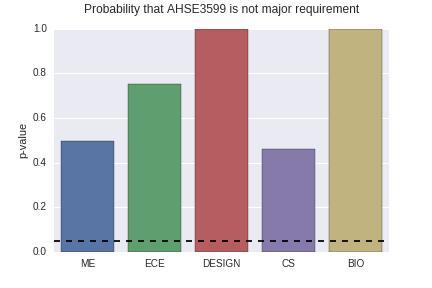 Probability that AHSE3599 is not major requirement
1.0
0.8
0.6
0.4
0.2
0.0
p-value
ME ECE DESIGN CS BIO